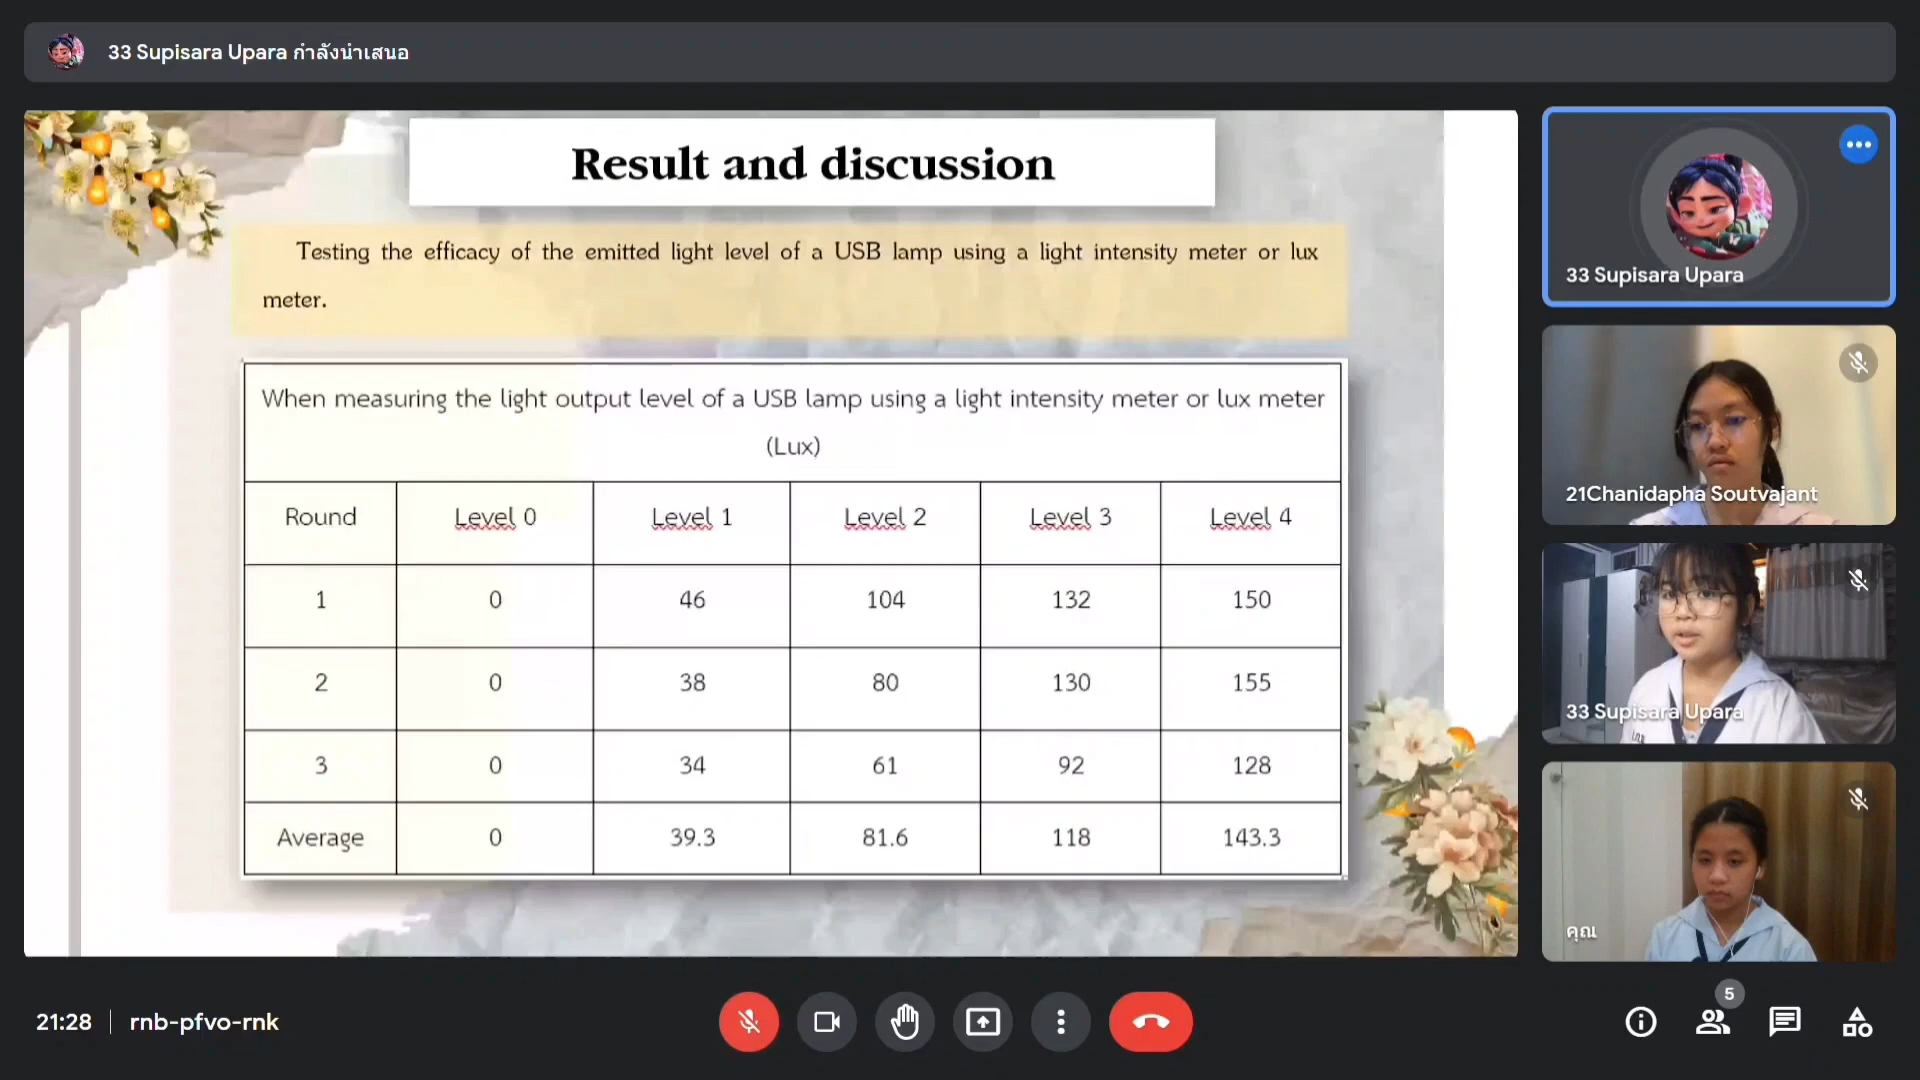 33 Supisara Upara กำลังนำเสนอ
Result and discussion
Testing the efficacy of the emitted light level of a USB lamp using a light intensity meter or lux
meter.
When measuring the light output level of a USB lamp using a light intensity meter or lux meter
(Lux)
Round Level 0 Level 1 Level 2 Level 3 Level 4
1 0 46 104 132 150
2 0 38 80 130 155
3 0 34 61 92 128
Average 0 39.3 81.6 118 143.3
33 Supisara Upara
21Chanidapha Soutvajant
33 Supisara Upara
คุณ
21:28 rnb-pfvo-rnk
5